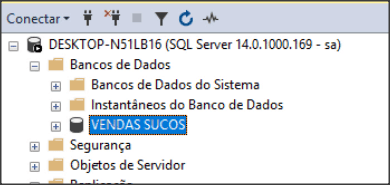 Conectar
DESKTOP-N51LB16 (SQL Server 14.0.1000.169 - sa)
Bancos de Dados
Bancos de Dados do Sistema
Instantâneos do Banco de Dados
VENDAS SUCOS
Segurança
Objetos de Servidor
Replicação